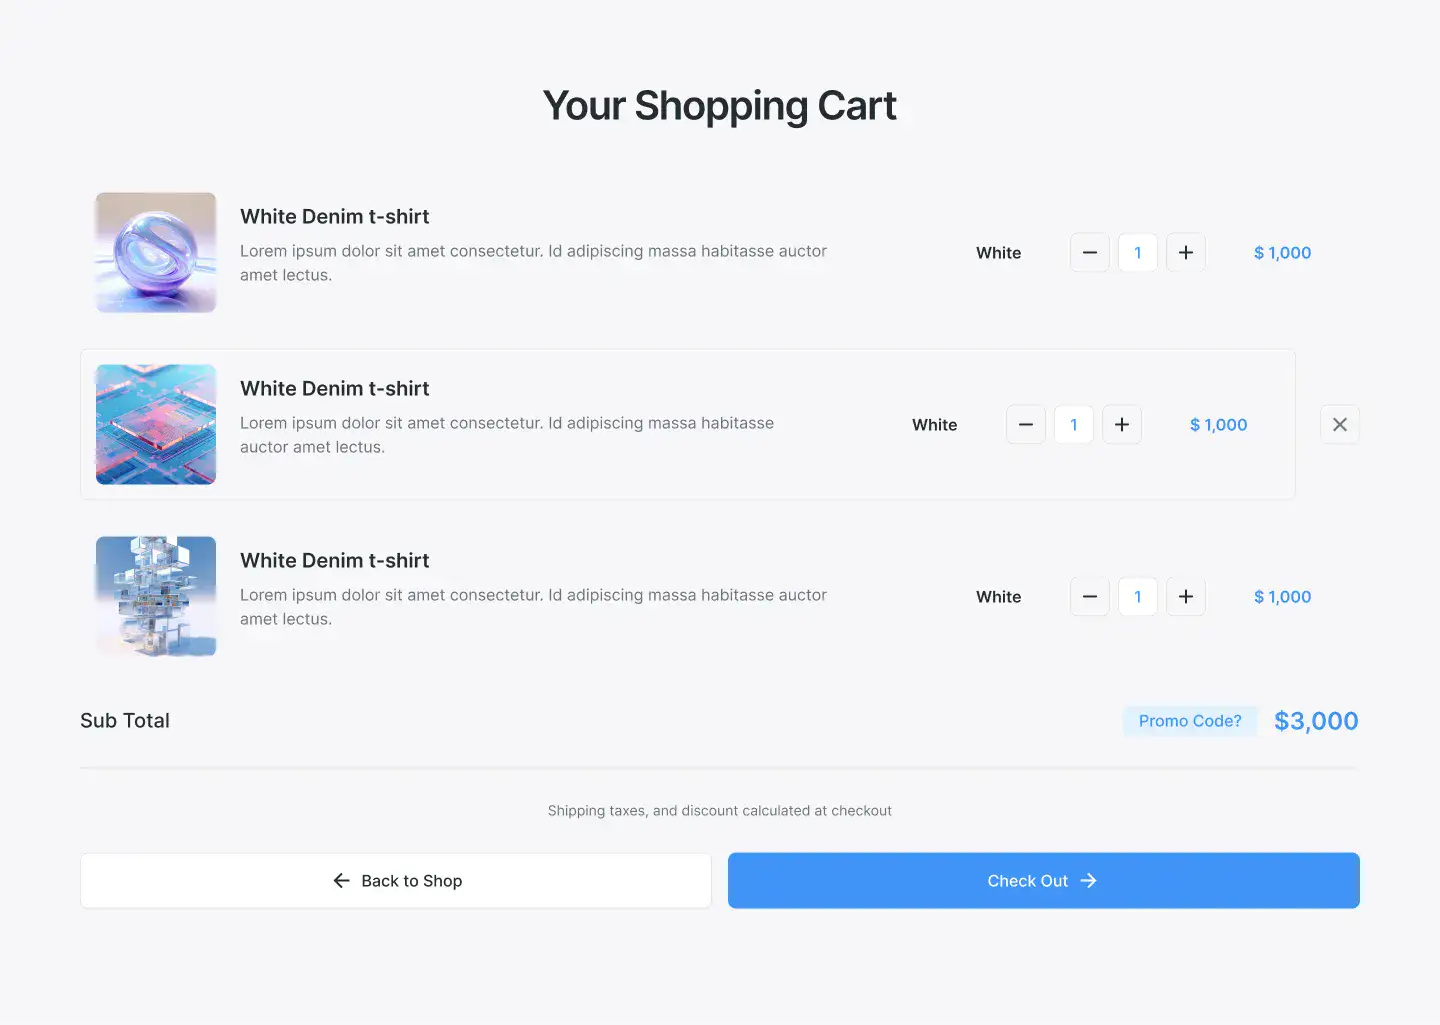 Your Shopping Cart
White Denim t-shirt
Lorem ipsum dolor sit amet consectetur. Id adipiscing massa habitasse auctor
amet lectus.
White
1
$ 1,000
White Denim t-shirt
Lorem ipsum dolor sit amet consectetur. Id adipiscing massa habitasse
auctor amet lectus.
White
1
$ 1,000
White Denim t-shirt
Lorem ipsum dolor sit amet consectetur. Id adipiscing massa habitasse auctor
amet lectus.
White
1
$ 1,000
Sub Total
Promo Code?
$3,000
Shipping taxes, and discount calculated at checkout
Back to Shop
Check Out